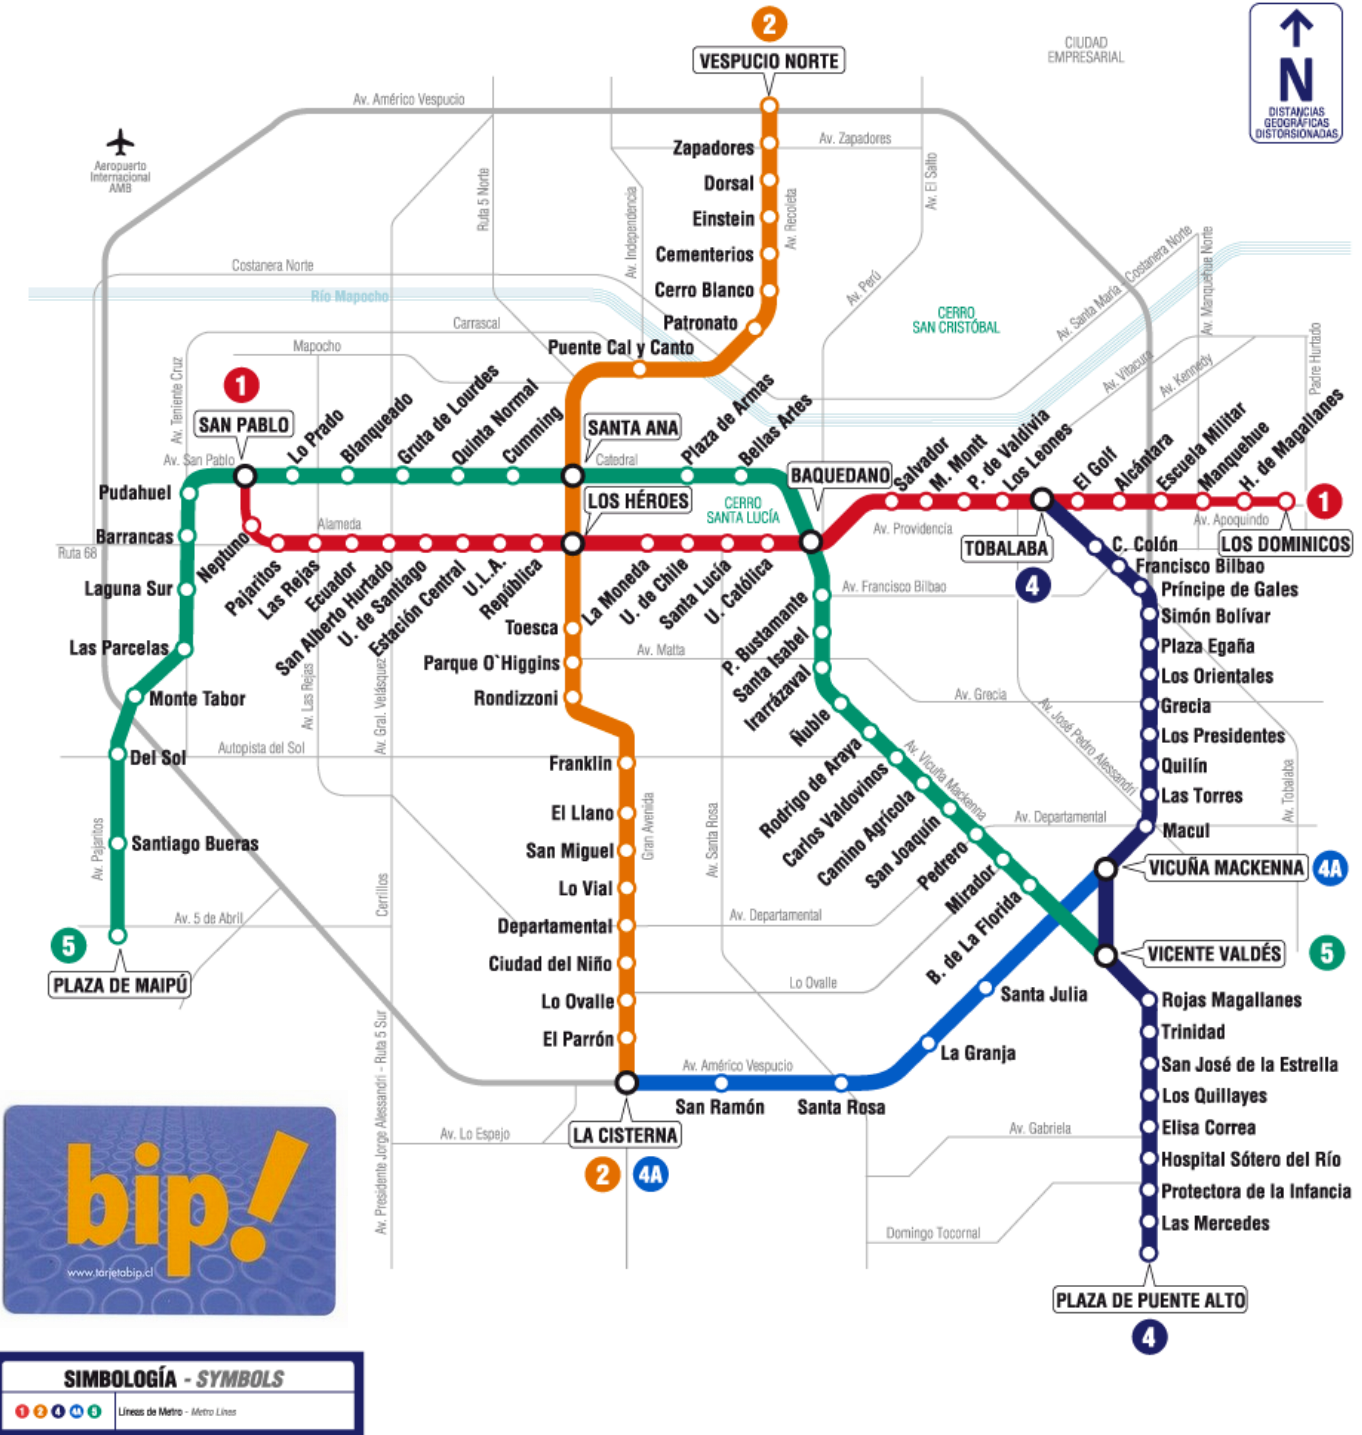 2
VESPUCIO NORTE
CIUDAD
EMPRESARIAL
N
DISTANCIAS
GEOGRÁFICAS
DISTORSIONADAS
Av. Américo Vespucio
Aeropuerto
Internacional
AMB
Zapadores
Av. Zapadores
Dorsal
Einstein
Cementerios
Cerro Blanco
Patronato
Puente Cal y Canto
Ruta 5 Norte
Av. Independencia
Av. Recoleta
Av. El Salto
Av. Perú
Costanera Norte
Río Mapocho
Carrascal
Mapocho
Av. Teniente Cruz
CERRO
SAN CRISTÓBAL
Av. Santa María - Costanera Norte
Av. Manquehue Norte
Av. Vitacura
Av. Kennedy
Padre Hurtado
1
SAN PABLO
Av. San Pablo
Lo Prado
Blanqueado
Gruta de Lourdes
Quinta Normal
Cumming
SANTA ANA
Catedral
Plaza de Armas
Bellas Artes
BAQUEDANO
LOS HÉROES
CERRO
SANTA LUCÍA
Salvador
M. Montt
P. de Valdivia
Los Leones
El Golf
Alcántara
Escuela Militar
Manquehue
H. de Magallanes
1
Av. Providencia
Av. Apoquindo
TOBALABA
4
LOS DOMINICOS
Pudahuel
Barrancas
Ruta 68
Laguna Sur
Las Parcelas
Monte Tabor
Del Sol
Santiago Bueras
Av. Pajaritos
5
PLAZA DE MAIPÚ
Av. 5 de Abril
Alameda
Neptuno
Pajaritos
Las Rejas
Ecuador
San Alberto Hurtado
U. de Santiago
Estación Central
U.L.A.
República
La Moneda
U. de Chile
Santa Lucía
U. Católica
Av. Las Rejas
Av. Gral. Velásquez
Autopista del Sol
Cerrillos
Av. Presidente Jorge Alessandri - Ruta 5 Sur
Toesca
Parque O`Higgins
Rondizzoni
Franklin
El Llano
San Miguel
Lo Vial
Departamental
Ciudad del Niño
Lo Ovalle
El Parrón
Av. Matta
Gran Avenida
Av. Santa Rosa
Av. Departamental
Lo Ovalle
Av. Américo Vespucio
Av. Francisco Bilbao
P. Bustamante
Santa Isabel
Irarrázaval
Ñuble
Rodrigo de Araya
Carlos Valdovinos
Camino Agrícola
San Joaquín
Pedrero
Mirador
B. de La Florida
Av. Vicuña Mackenna
Av. Grecia
Av. José Pedro Alessandri
Av. Departamental
Av. Tobalaba
C. Colón
Francisco Bilbao
Príncipe de Gales
Simón Bolívar
Plaza Egaña
Los Orientales
Grecia
Los Presidentes
Quilín
Las Torres
Macul
VICUÑA MACKENNA
4A
VICENTE VALDÉS
5
Santa Julia
La Granja
Santa Rosa
San Ramón
LA CISTERNA
2
4A
Av. Lo Espejo
Rojas Magallanes
Trinidad
San José de la Estrella
Los Quillayes
Elisa Correa
Hospital Sótero del Río
Protectora de la Infancia
Las Mercedes
Av. Gabriela
Domingo Tocornal
PLAZA DE PUENTE ALTO
4
bip!
www.tarjetabip.cl
SIMBOLOGÍA - SYMBOLS
1 2 4 4A 5 Líneas de Metro - Metro Lines